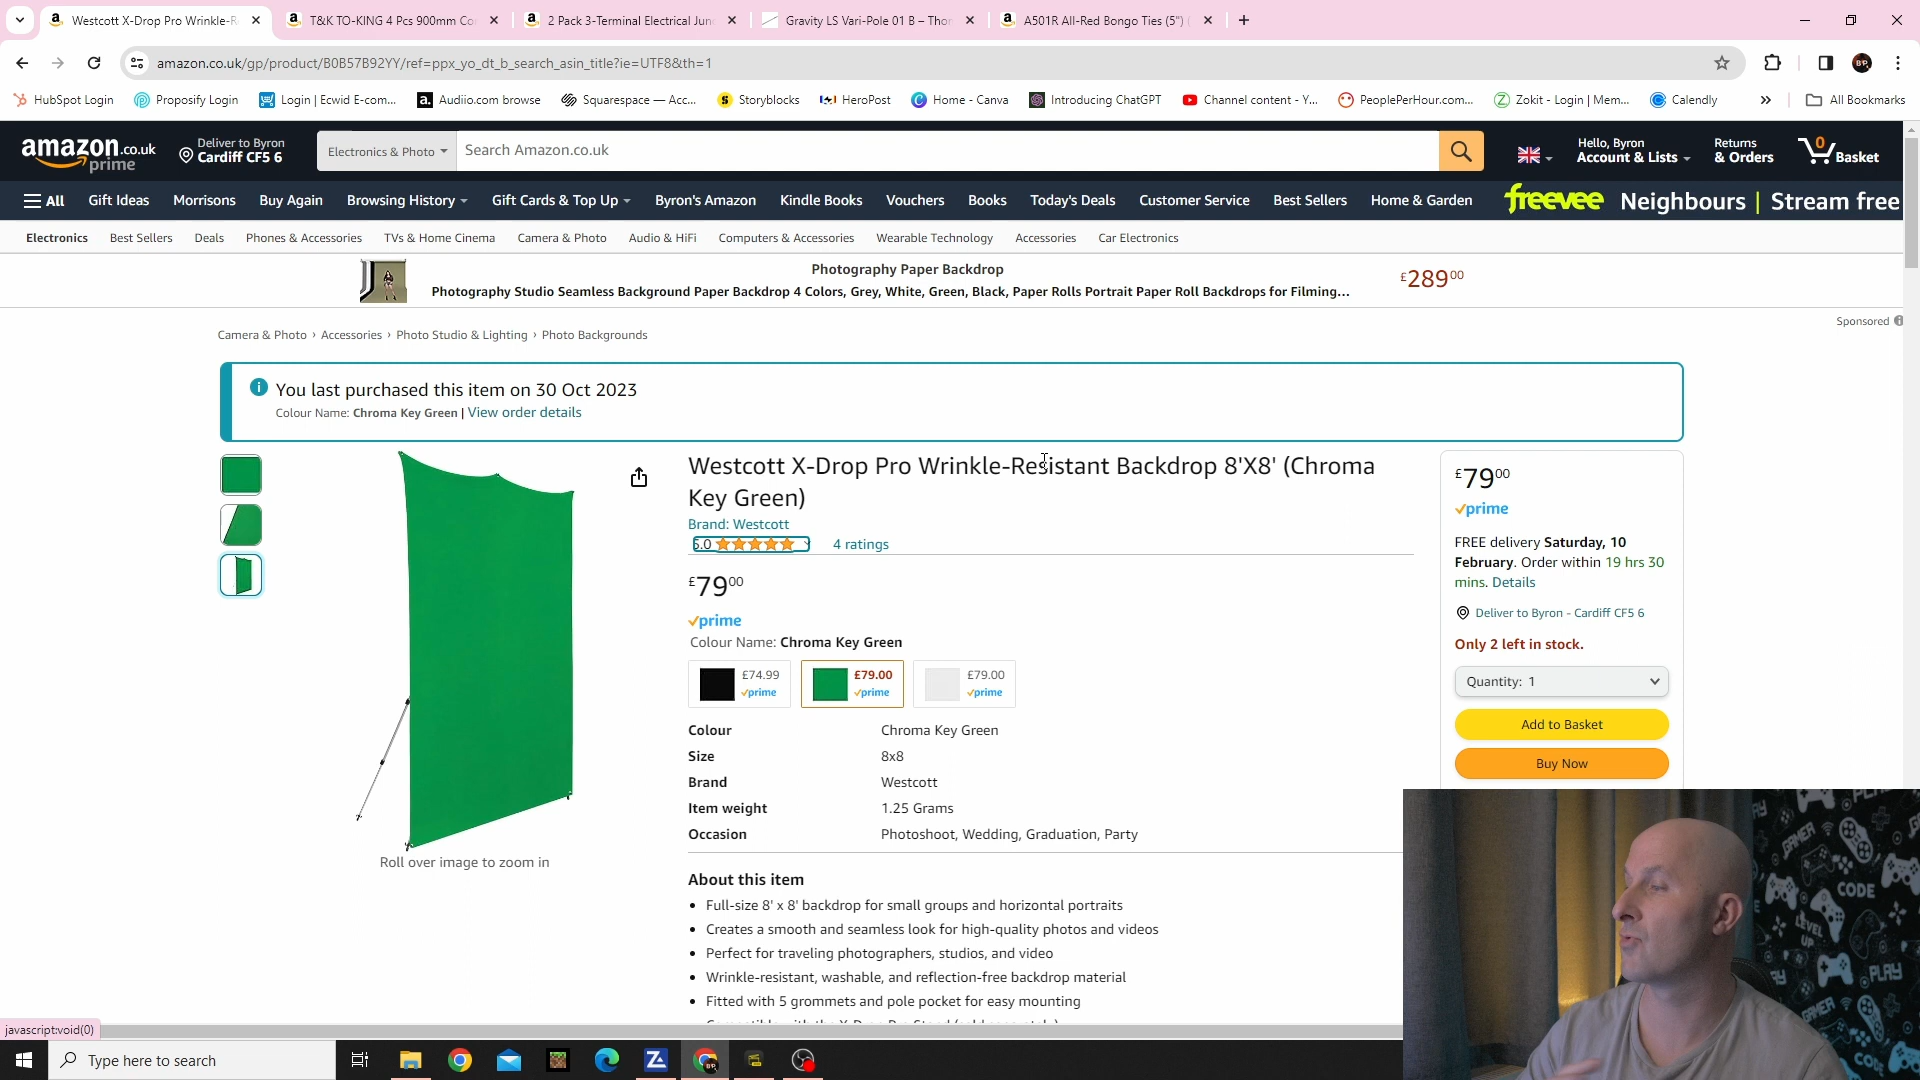 Westcott X-Drop Pro Wrinkle-R
T&K TO-KING 4 Pcs 900mm Co
2 Pack 3-Terminal Electrical Jun
Gravity LS Vari-Pole 01 B – Thon
A501R All-Red Bongo Ties (5") (
amazon.co.uk/gp/product/B0B57B92YY/ref=ppx_yo_dt_b_search_asin_title?ie=UTF8&th=1
HubSpot Login
Proposify Login
Login | Ecwid E-com...
Audiio.com browse
Squarespace — Acc...
Storyblocks
HeroPost
Home - Canva
Introducing ChatGPT
Channel content - Y...
PeoplePerHour.com...
Zokit - Login | Mem...
Calendly
All Bookmarks
amazon.co.uk
prime
Deliver to Byron
Cardiff CF5 6
Electronics & Photo
Search Amazon.co.uk
Hello, Byron
Account & Lists
Returns
& Orders
0
Basket
All
Gift Ideas
Morrisons
Buy Again
Browsing History
Gift Cards & Top Up
Byron's Amazon
Kindle Books
Vouchers
Books
Today's Deals
Customer Service
Best Sellers
Home & Garden
freevee Neighbours | Stream free
Electronics
Best Sellers
Deals
Phones & Accessories
TVs & Home Cinema
Camera & Photo
Audio & HiFi
Computers & Accessories
Wearable Technology
Accessories
Car Electronics
Photography Paper Backdrop
Photography Studio Seamless Background Paper Backdrop 4 Colors, Grey, White, Green, Black, Paper Rolls Portrait Paper Roll Backdrops for Filming...
£28900
Sponsored
Camera & Photo › Accessories › Photo Studio & Lighting › Photo Backgrounds
You last purchased this item on 30 Oct 2023
Colour Name: Chroma Key Green | View order details
Westcott X-Drop Pro Wrinkle-Resistant Backdrop 8'X8' (Chroma
Key Green)
Brand: Westcott
5.0
4 ratings
£7900
prime
Colour Name: Chroma Key Green
£74.99
prime
£79.00
prime
£79.00
prime
Colour Chroma Key Green
Size 8x8
Brand Westcott
Item weight 1.25 Grams
Occasion Photoshoot, Wedding, Graduation, Party
About this item
Full-size 8' x 8' backdrop for small groups and horizontal portraits
Creates a smooth and seamless look for high-quality photos and videos
Perfect for traveling photographers, studios, and video
Wrinkle-resistant, washable, and reflection-free backdrop material
Fitted with 5 grommets and pole pocket for easy mounting
Roll over image to zoom in
£7900
prime
FREE delivery Saturday, 10
February. Order within 19 hrs 30
mins. Details
Deliver to Byron - Cardiff CF5 6
Only 2 left in stock.
Quantity: 1
Add to Basket
Buy Now
GAMER
CODE
LEVEL
UP
PLAY
javascript:void(0)
Type here to search